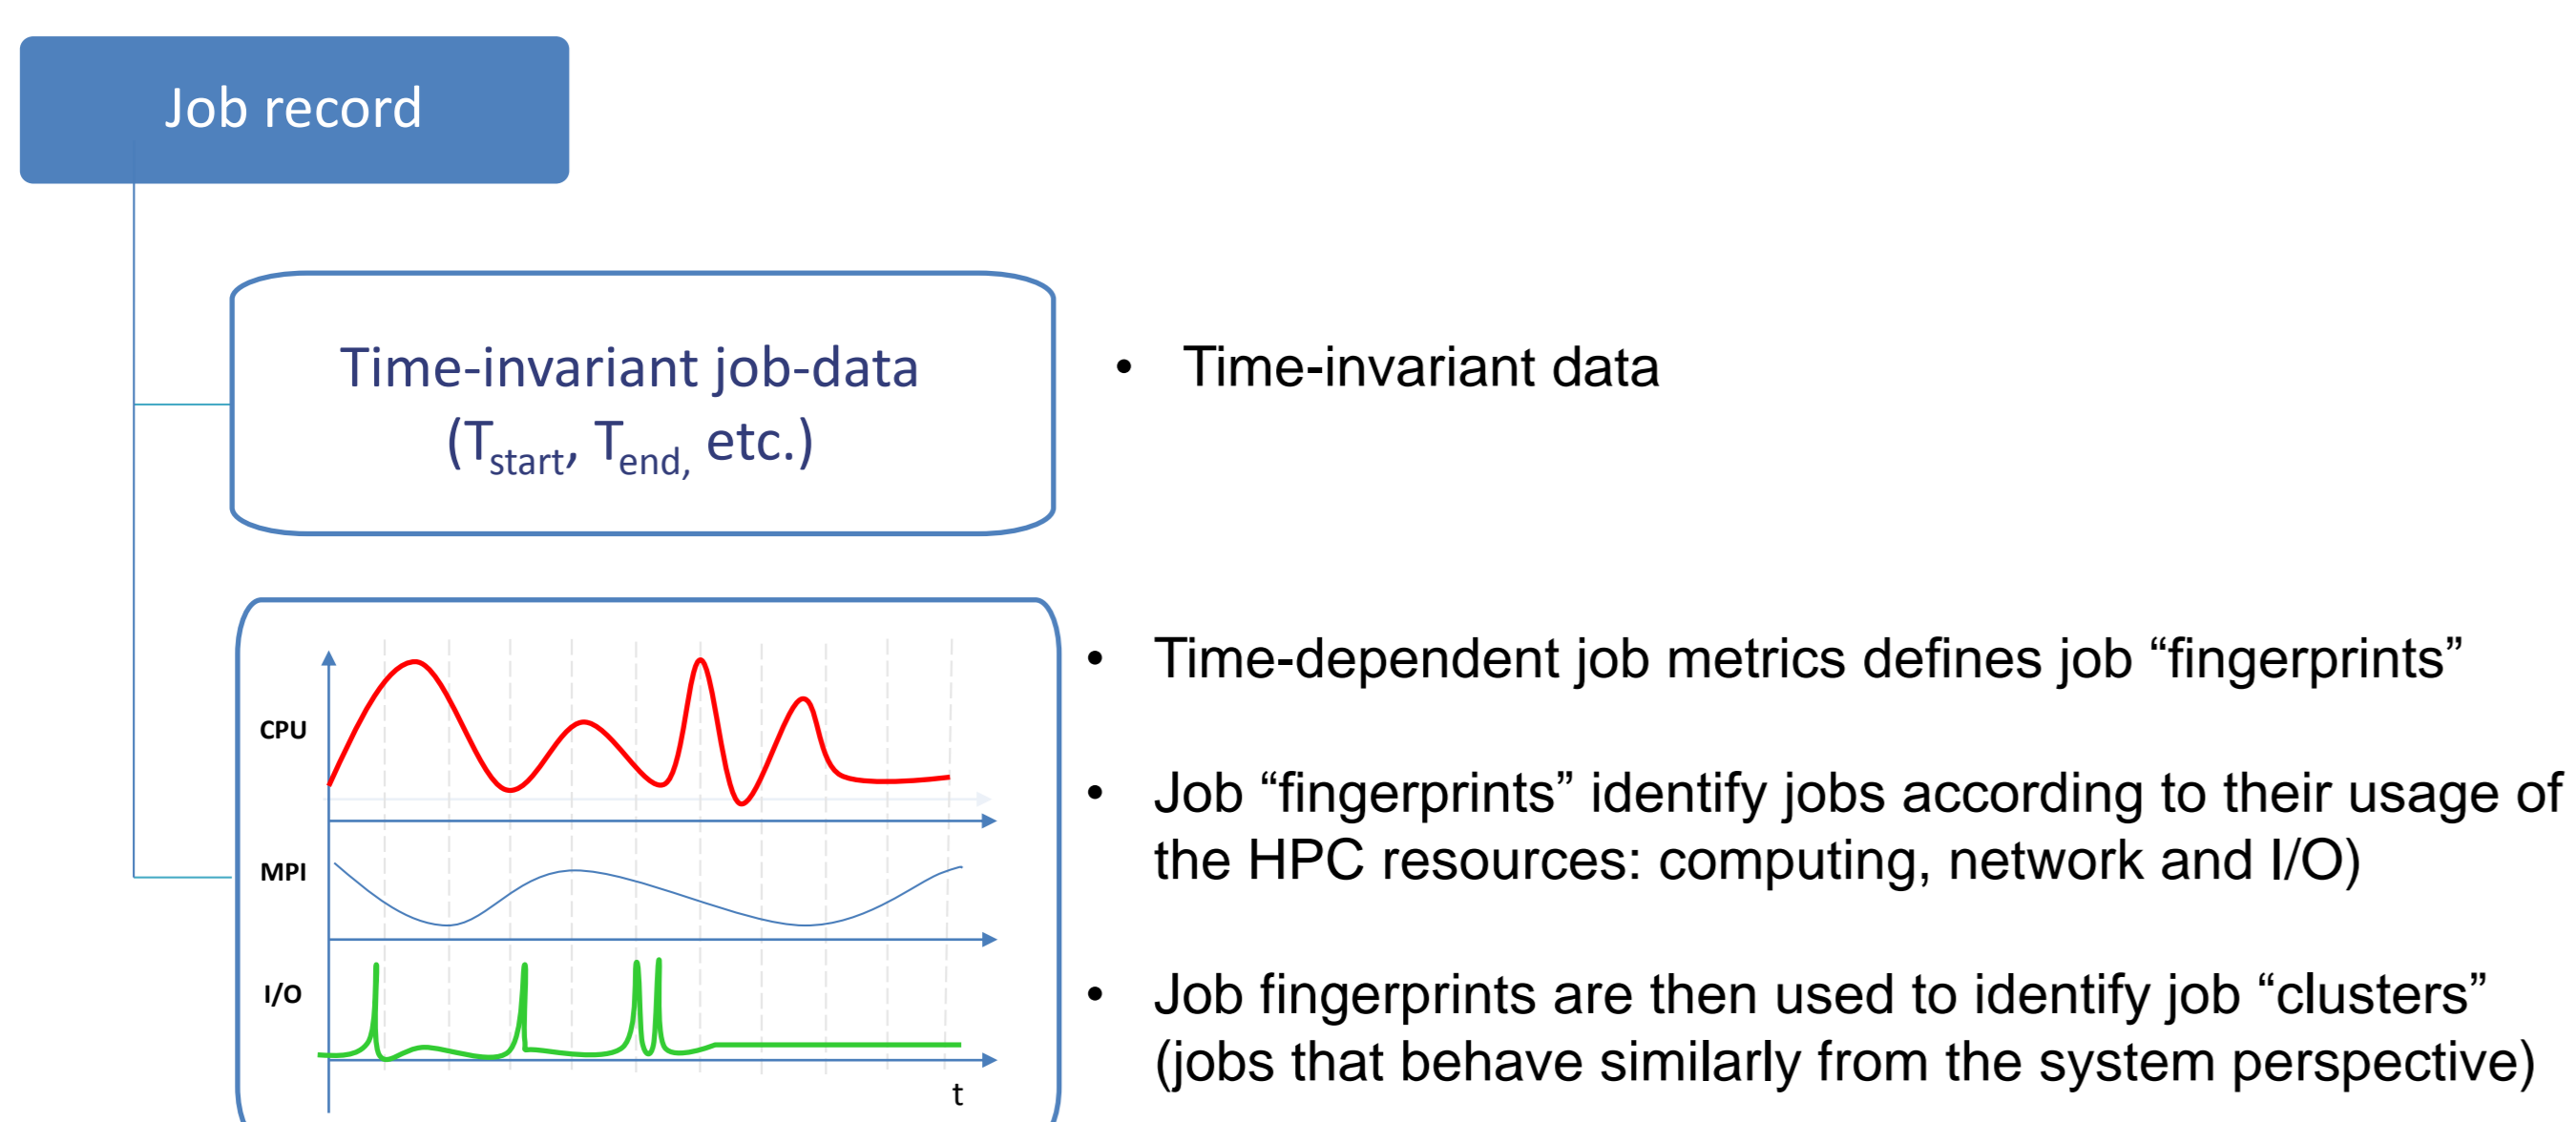 Job record
Time-invariant job-data
(Tstart, Tend, etc.)
• Time-invariant data
CPU
MPI
I/O
t
• Time-dependent job metrics defines job “fingerprints”
• Job “fingerprints” identify jobs according to their usage of
the HPC resources: computing, network and I/O)
• Job fingerprints are then used to identify job “clusters”
(jobs that behave similarly from the system perspective)